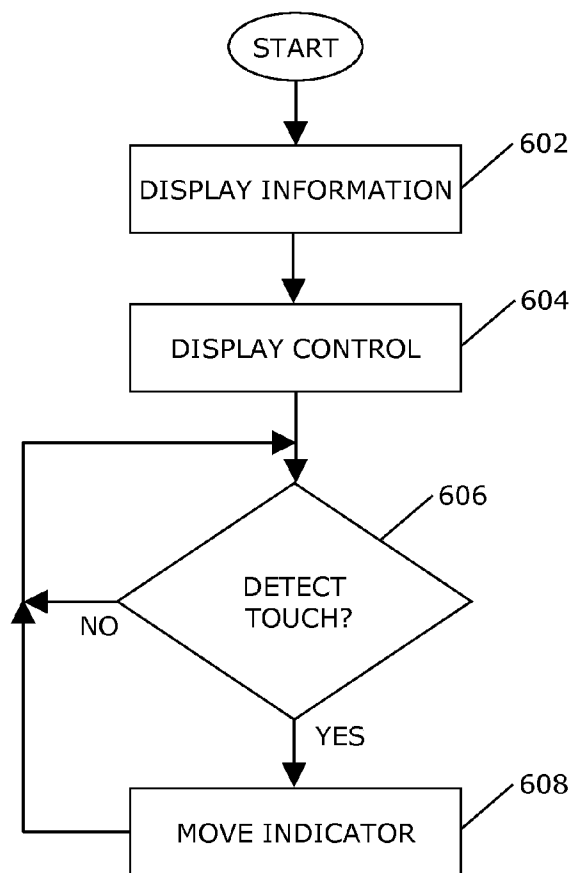 START
602
DISPLAY INFORMATION
604
DISPLAY CONTROL
606
DETECT
TOUCH?
NO
YES
608
MOVE INDICATOR